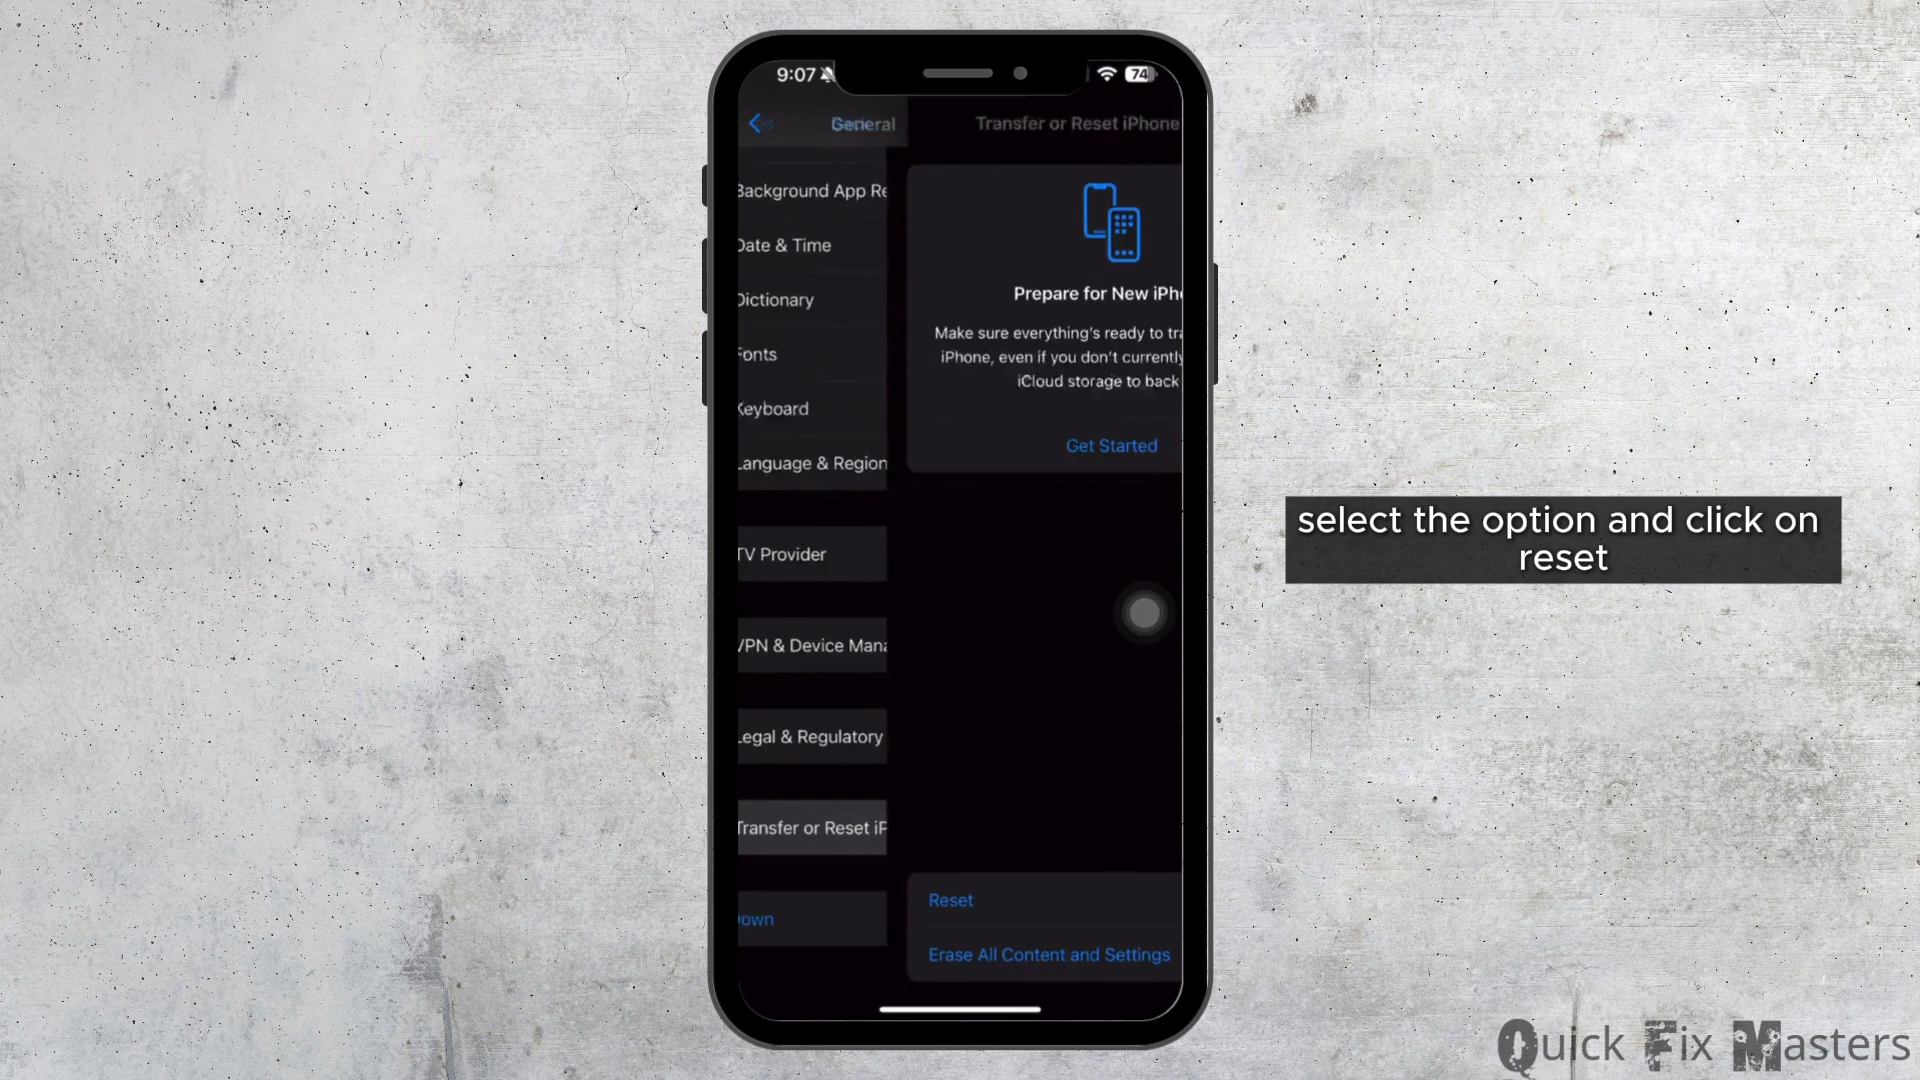 9:07
74
General
Transfer or Reset iPhone
Background App Re
Date & Time
Dictionary
Fonts
Keyboard
Language & Region
TV Provider
VPN & Device Mana
Legal & Regulatory
Transfer or Reset iP
Down
Prepare for New iPho
Make sure everything's ready to tra
iPhone, even if you don't currently
iCloud storage to back
Get Started
Reset
Erase All Content and Settings
select the option and click on
reset
Quick Fix Masters